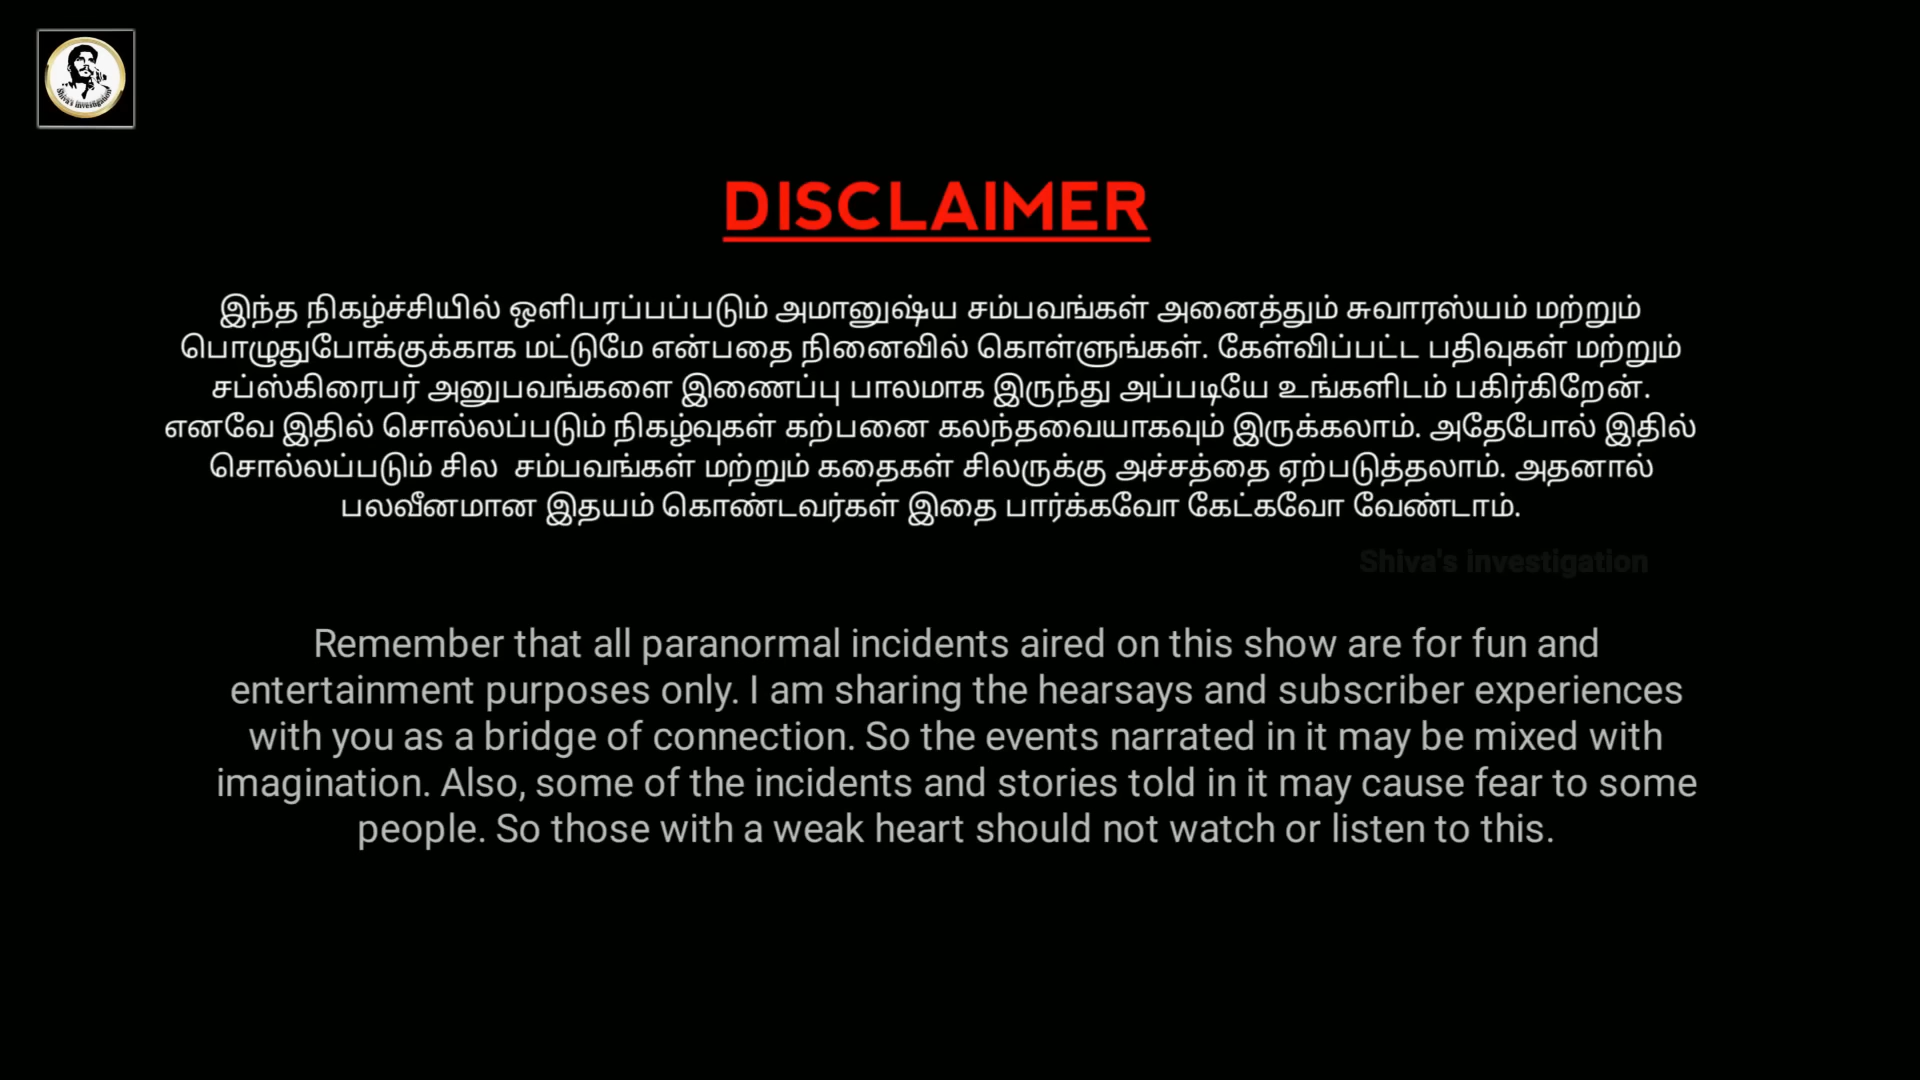 Shiva's investigation
DISCLAIMER
இந்த நிகழ்ச்சியில் ஒளிபரப்பப்படும் அமானுஷ்ய சம்பவங்கள் அனைத்தும் சுவாரஸ்யம் மற்றும்
பொழுதுபோக்குக்காக மட்டுமே என்பதை நினைவில் கொள்ளுங்கள். கேள்விப்பட்ட பதிவுகள் மற்றும்
சப்ஸ்கிரைபர் அனுபவங்களை இணைப்பு பாலமாக இருந்து அப்படியே உங்களிடம் பகிர்கிறேன்.
எனவே இதில் சொல்லப்படும் நிகழ்வுகள் கற்பனை கலந்தவையாகவும் இருக்கலாம். அதேபோல் இதில்
சொல்லப்படும் சில சம்பவங்கள் மற்றும் கதைகள் சிலருக்கு அச்சத்தை ஏற்படுத்தலாம். அதனால்
பலவீனமான இதயம் கொண்டவர்கள் இதை பார்க்கவோ கேட்கவோ வேண்டாம்.
Shiva's investigation
Remember that all paranormal incidents aired on this show are for fun and
entertainment purposes only. I am sharing the hearsays and subscriber experiences
with you as a bridge of connection. So the events narrated in it may be mixed with
imagination. Also, some of the incidents and stories told in it may cause fear to some
people. So those with a weak heart should not watch or listen to this.